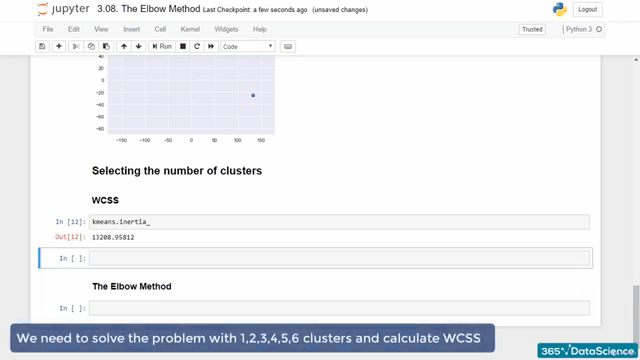 jupyter 3.08. The Elbow Method Last Checkpoint: a few seconds ago (unsaved changes) Logout
File Edit View Insert Cell Kernel Widgets Help Trusted Python 3
Run Code
40
20
0
−20
−40
−60
−80
−150 −100 −50 0 50 100 150
Selecting the number of clusters
WCSS
In [12] kmeans.inertia_
Out[12] 13208.95812
In [ ]:
The Elbow Method
In [ ]:
We need to solve the problem with 1,2,3,4,5,6 clusters and calculate WCSS
365 DataScience